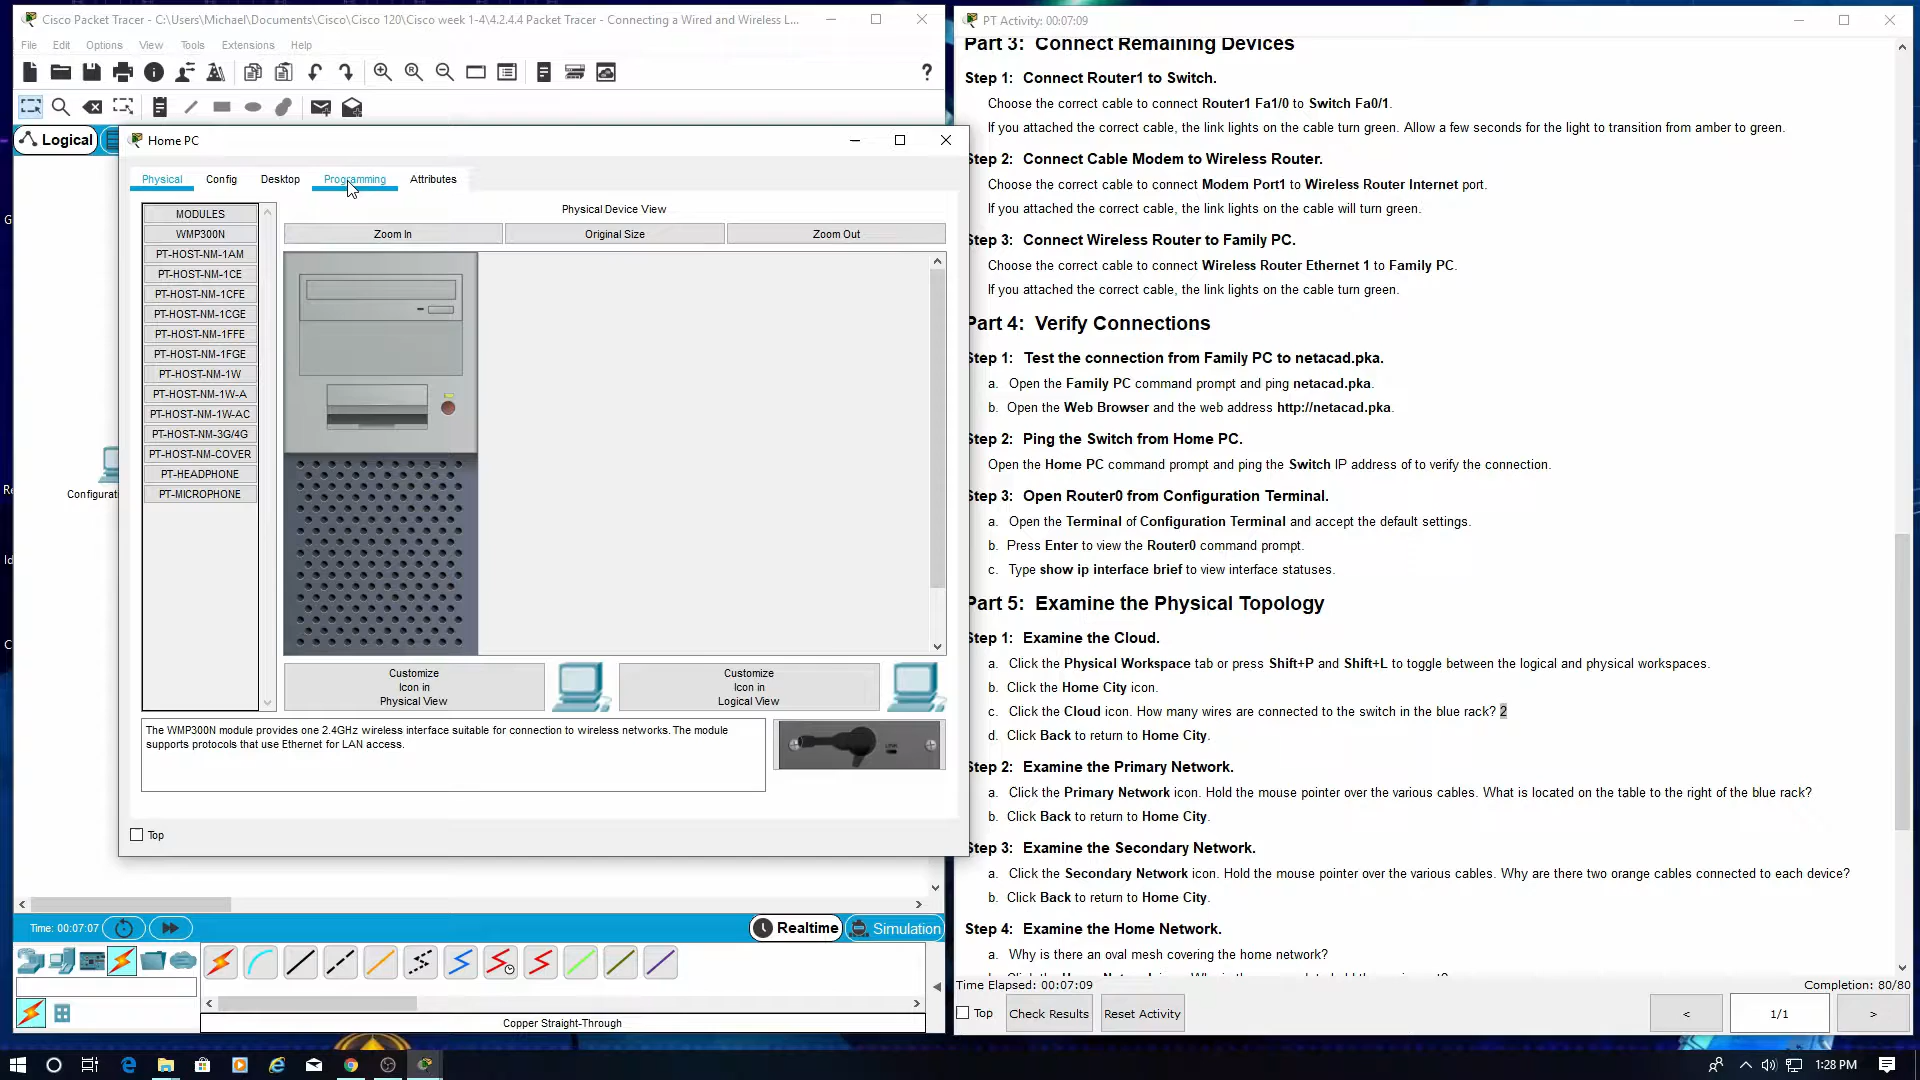 Cisco Packet Tracer - C:\Users\Michael\Documents\Cisco\Cisco 120\Cisco week 1-4\4.2.4.4 Packet Tracer - Connecting a Wired and Wireless L...
File Edit Options View Tools Extensions Help
?
Logical
Home PC
Physical Config Desktop Programming Attributes
MODULES
WMP300N
PT-HOST-NM-1AM
PT-HOST-NM-1CE
PT-HOST-NM-1CFE
PT-HOST-NM-1CGE
PT-HOST-NM-1FFE
PT-HOST-NM-1FGE
PT-HOST-NM-1W
PT-HOST-NM-1W-A
PT-HOST-NM-1W-AC
PT-HOST-NM-3G/4G
PT-HOST-NM-COVER
PT-HEADPHONE
PT-MICROPHONE
Physical Device View
Zoom In Original Size Zoom Out
Customize
Icon in
Physical View
Customize
Icon in
Logical View
The WMP300N module provides one 2.4GHz wireless interface suitable for connection to wireless networks. The module
supports protocols that use Ethernet for LAN access.
Top
Configurati
Time: 00:07:07
Realtime Simulation
Copper Straight-Through
PT Activity: 00:07:09
Part 3: Connect Remaining Devices
Step 1: Connect Router1 to Switch.
Choose the correct cable to connect Router1 Fa1/0 to Switch Fa0/1.
If you attached the correct cable, the link lights on the cable turn green. Allow a few seconds for the light to transition from amber to green.
Step 2: Connect Cable Modem to Wireless Router.
Choose the correct cable to connect Modem Port1 to Wireless Router Internet port.
If you attached the correct cable, the link lights on the cable will turn green.
Step 3: Connect Wireless Router to Family PC.
Choose the correct cable to connect Wireless Router Ethernet 1 to Family PC.
If you attached the correct cable, the link lights on the cable turn green.
Part 4: Verify Connections
Step 1: Test the connection from Family PC to netacad.pka.
a. Open the Family PC command prompt and ping netacad.pka.
b. Open the Web Browser and the web address http://netacad.pka.
Step 2: Ping the Switch from Home PC.
Open the Home PC command prompt and ping the Switch IP address of to verify the connection.
Step 3: Open Router0 from Configuration Terminal.
a. Open the Terminal of Configuration Terminal and accept the default settings.
b. Press Enter to view the Router0 command prompt.
c. Type show ip interface brief to view interface statuses.
Part 5: Examine the Physical Topology
Step 1: Examine the Cloud.
a. Click the Physical Workspace tab or press Shift+P and Shift+L to toggle between the logical and physical workspaces.
b. Click the Home City icon.
c. Click the Cloud icon. How many wires are connected to the switch in the blue rack? 2
d. Click Back to return to Home City.
Step 2: Examine the Primary Network.
a. Click the Primary Network icon. Hold the mouse pointer over the various cables. What is located on the table to the right of the blue rack?
b. Click Back to return to Home City.
Step 3: Examine the Secondary Network.
a. Click the Secondary Network icon. Hold the mouse pointer over the various cables. Why are there two orange cables connected to each device?
b. Click Back to return to Home City.
Step 4: Examine the Home Network.
a. Why is there an oval mesh covering the home network?
Time Elapsed: 00:07:09 Completion: 80/80
Top Check Results Reset Activity < 1/1 >
1:28 PM